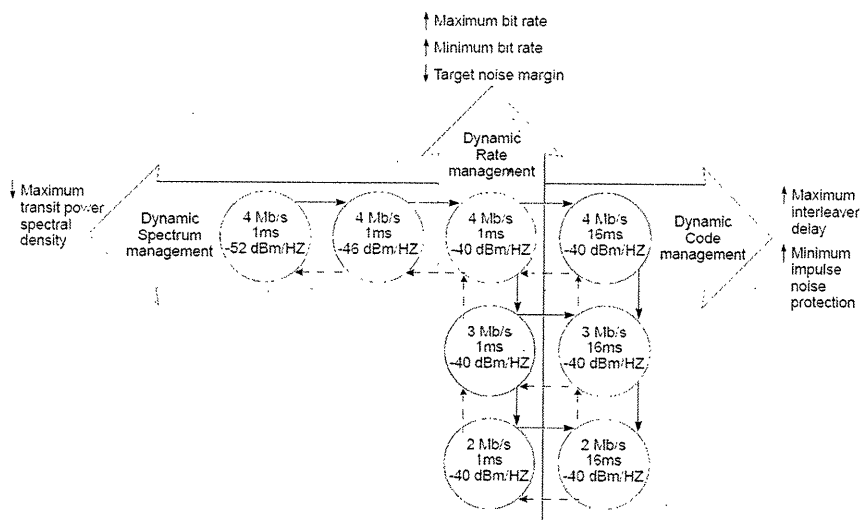 ↑ Maximum bit rate
↑ Minimum bit rate
↓ Target noise margin
Dynamic
Rate
management
↓ Maximum
transit power
spectral
density
Dynamic
Spectrum
management
4 Mb/s
1ms
-52 dBm/HZ
4 Mb/s
1ms
-46 dBm/HZ
4 Mb/s
1ms
-40 dBm/HZ
4 Mb/s
16ms
-40 dBm/HZ
Dynamic
Code
management
↑ Maximum
interleaver
delay
↑ Minimum
impulse
noise
protection
3 Mb/s
1ms
-40 dBm/HZ
3 Mb/s
16ms
-40 dBm/HZ
2 Mb/s
1ms
-40 dBm/HZ
2 Mb/s
16ms
-40 dBm/HZ